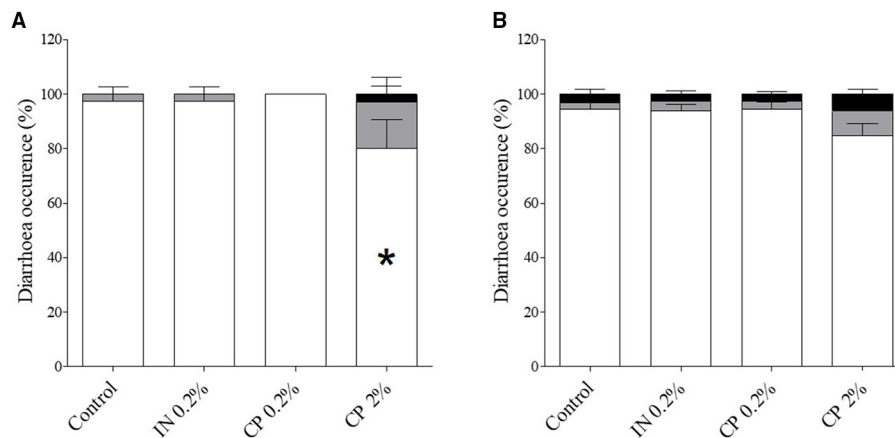 A
Diarrhoea occurence (%)
120
100
80
60
40
20
0
*
Control
IN 0.2%
CP 0.2%
CP 2%
B
Diarrhoea occurence (%)
120
100
80
60
40
20
0
Control
IN 0.2%
CP 0.2%
CP 2%